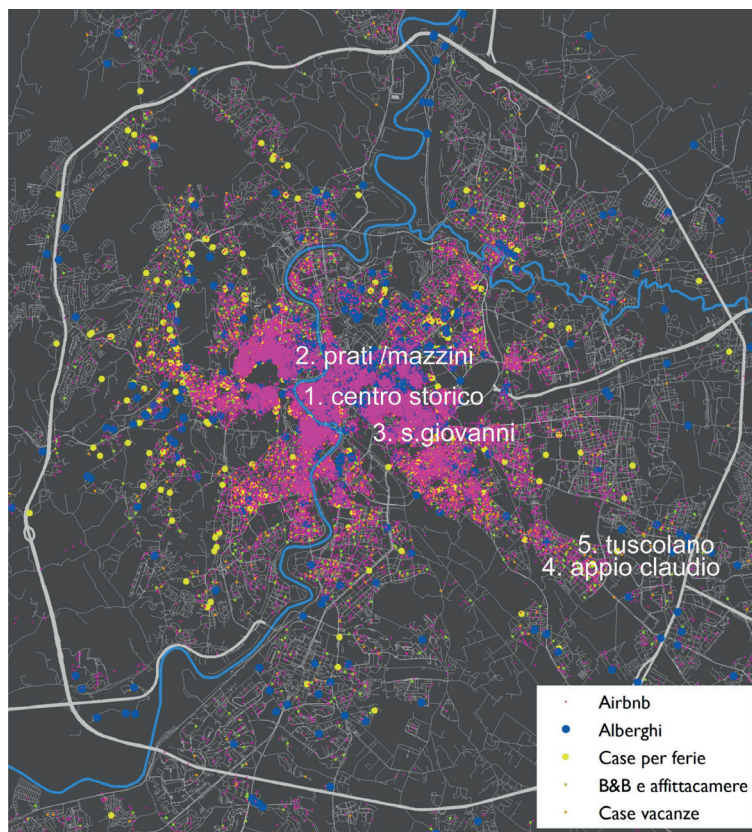 2. prati /mazzini
1. centro storico
3. s.giovanni
5. tuscolano
4. appio claudio
Airbnb
Alberghi
Case per ferie
B&B e affittacamere
Case vacanze